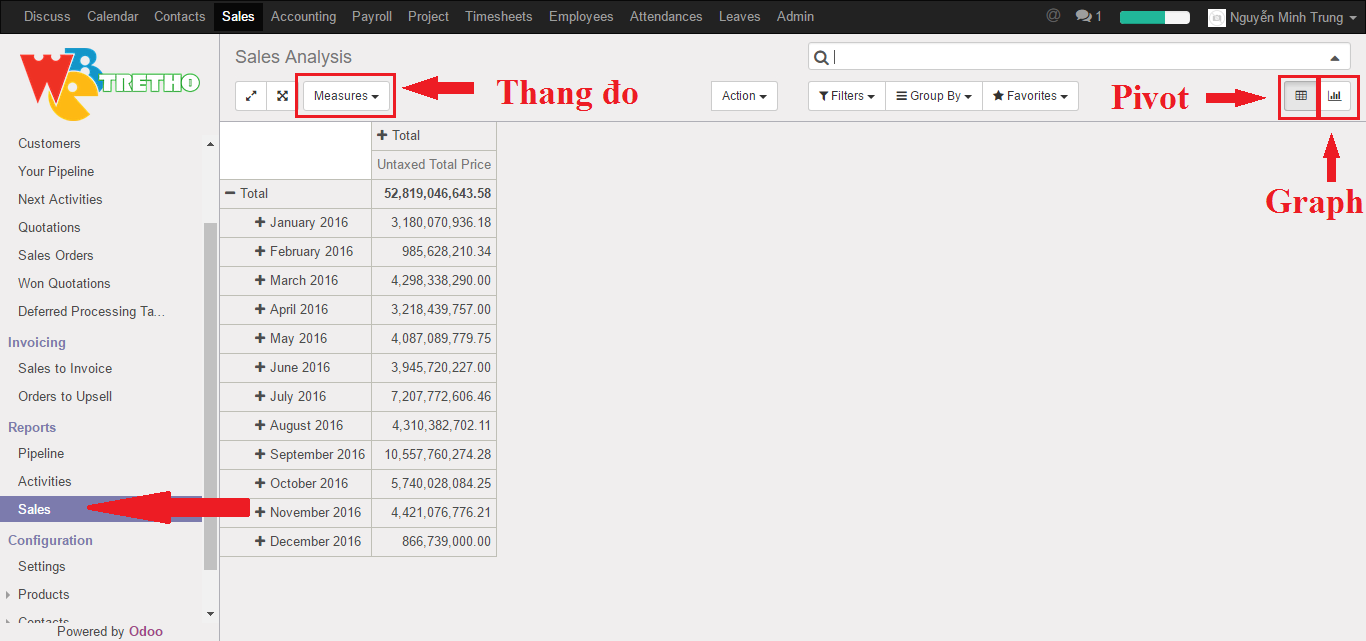 Discuss Calendar Contacts Sales Accounting Payroll Project Timesheets Employees Attendances Leaves Admin @ 1 Nguyễn Minh Trung
WEB
TRETHO
Sales Analysis
Measures
Thang đo
Action
Filters Group By Favorites
Pivot
Graph
Customers
Your Pipeline
Next Activities
Quotations
Sales Orders
Won Quotations
Deferred Processing Ta...
Invoicing
Sales to Invoice
Orders to Upsell
Reports
Pipeline
Activities
Sales
Configuration
Settings
Products
Contacts
Powered by Odoo
Total
Untaxed Total Price
Total 52,819,046,643.58
January 2016 3,180,070,936.18
February 2016 985,628,210.34
March 2016 4,298,338,290.00
April 2016 3,218,439,757.00
May 2016 4,087,089,779.75
June 2016 3,945,720,227.00
July 2016 7,207,772,606.46
August 2016 4,310,382,702.11
September 2016 10,557,760,274.28
October 2016 5,740,028,084.25
November 2016 4,421,076,776.21
December 2016 866,739,000.00